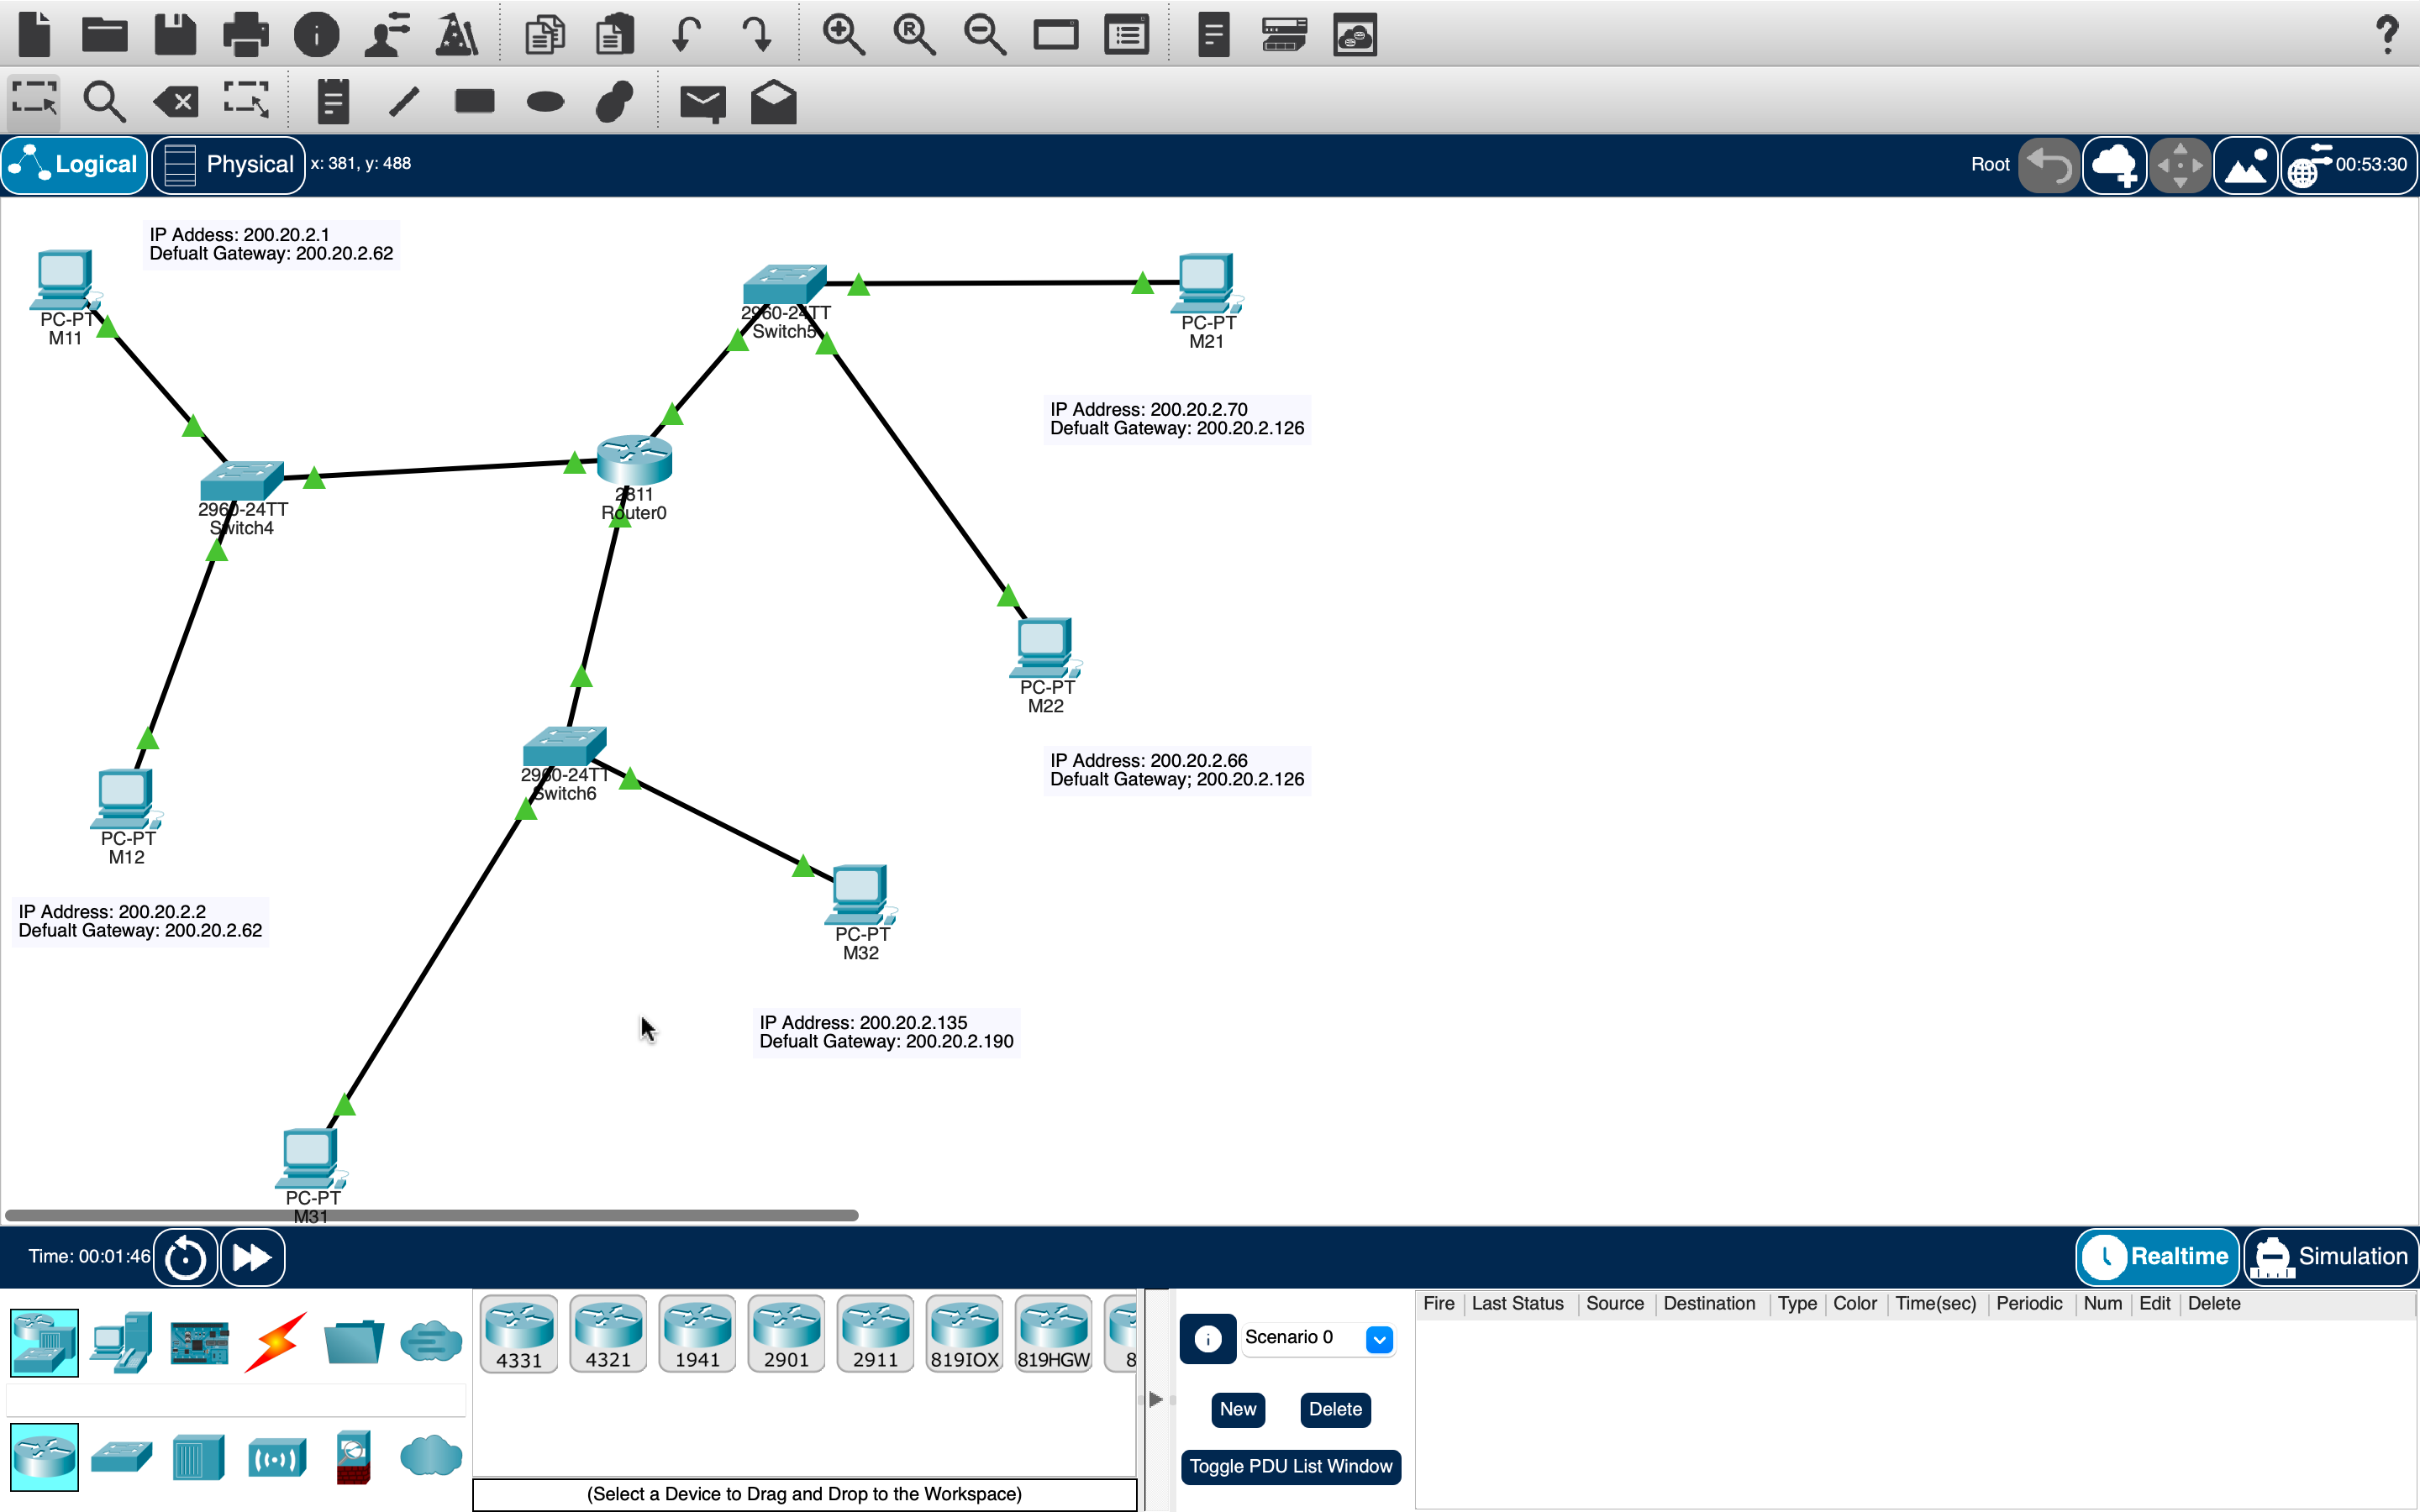 Logical
Physical
x: 381, y: 488
Root
00:53:30
IP Addess: 200.20.2.1
Defualt Gateway: 200.20.2.62
PC-PT
M11
2960-24TT
Switch5
PC-PT
M21
IP Address: 200.20.2.70
Defualt Gateway: 200.20.2.126
2960-24TT
Switch4
2811
Router0
PC-PT
M22
IP Address: 200.20.2.66
Defualt Gateway; 200.20.2.126
2960-24TT
Switch6
PC-PT
M12
IP Address: 200.20.2.2
Defualt Gateway: 200.20.2.62
PC-PT
M32
IP Address: 200.20.2.135
Defualt Gateway: 200.20.2.190
PC-PT
M31
Time: 00:01:46
Realtime
Simulation
4331
4321
1941
2901
2911
819IOX
819HGW
8
(Select a Device to Drag and Drop to the Workspace)
Scenario 0
New
Delete
Toggle PDU List Window
Fire Last Status Source Destination Type Color Time(sec) Periodic Num Edit Delete